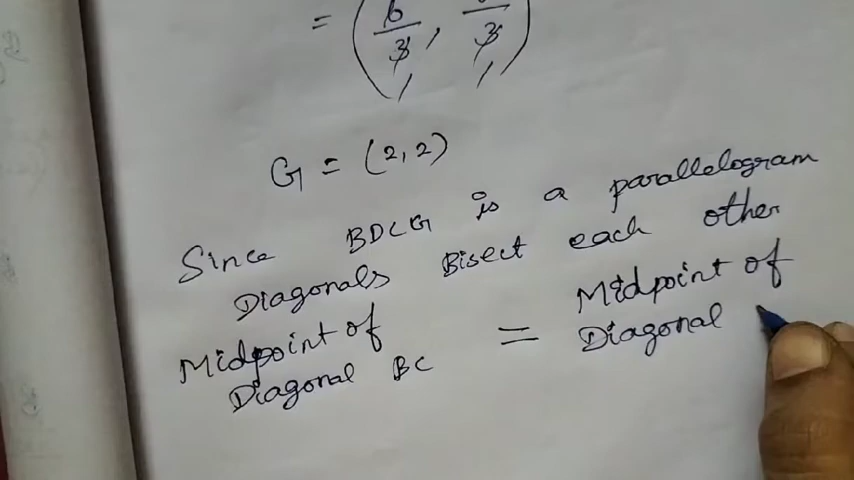 = (6/3, /3)
G = (2,2)
Since BDCG is a parallelogram
Diagonals Bisect each other
Midpoint of = Midpoint of
Diagonal BC Diagonal